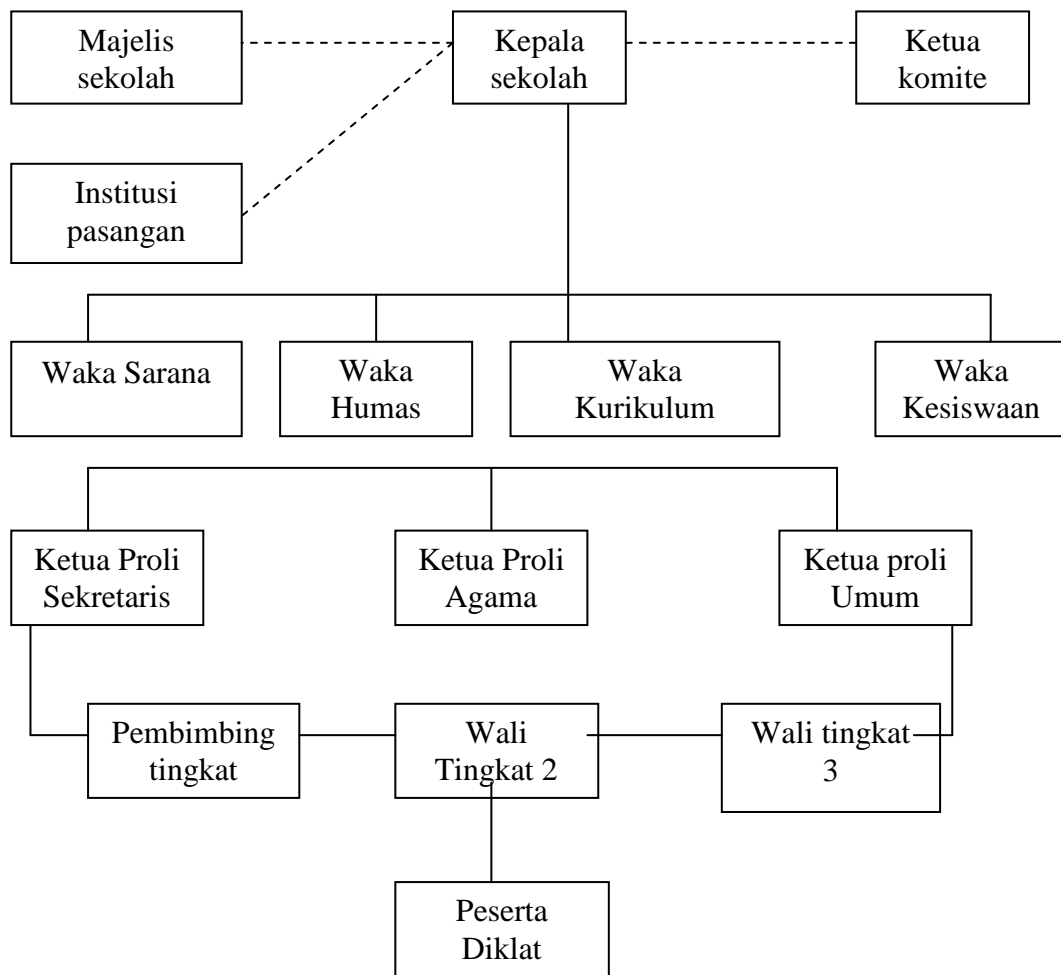 Majelis
sekolah
Kepala
sekolah
Ketua
komite
Institusi
pasangan
Waka Sarana
Waka
Humas
Waka
Kurikulum
Waka
Kesiswaan
Ketua Proli
Sekretaris
Ketua Proli
Agama
Ketua proli
Umum
Pembimbing
tingkat
Wali
Tingkat 2
Wali tingkat
3
Peserta
Diklat